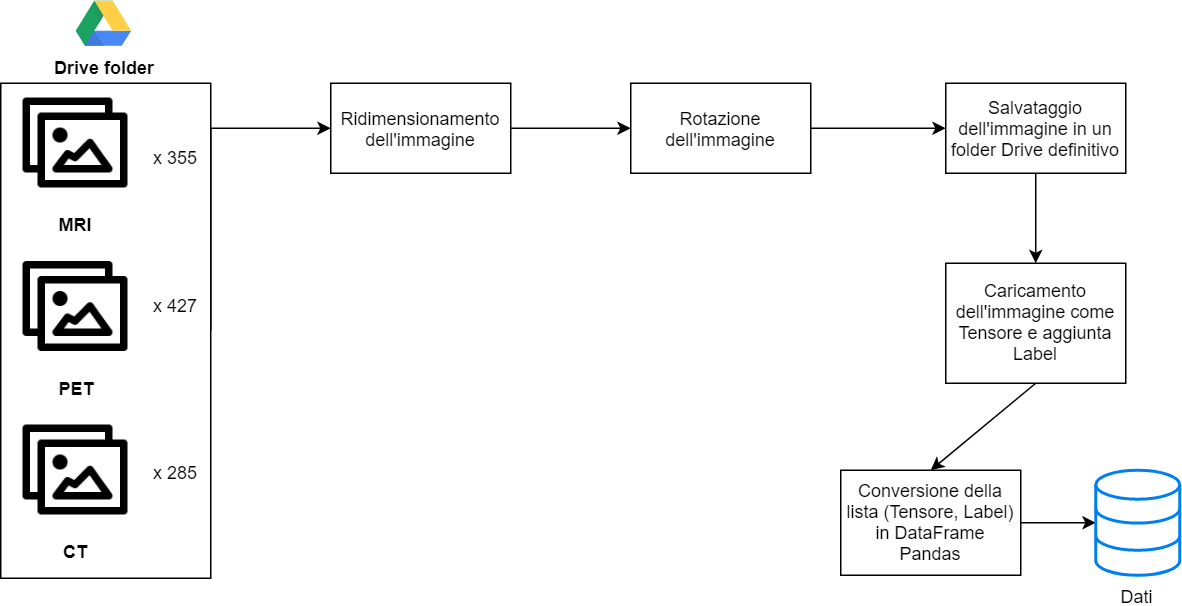 Drive folder
x 355
MRI
x 427
PET
x 285
CT
Ridimensionamento
dell'immagine
Rotazione
dell'immagine
Salvataggio
dell'immagine in un
folder Drive definitivo
Caricamento
dell'immagine come
Tensore e aggiunta
Label
Conversione della
lista (Tensore, Label)
in DataFrame
Pandas
Dati